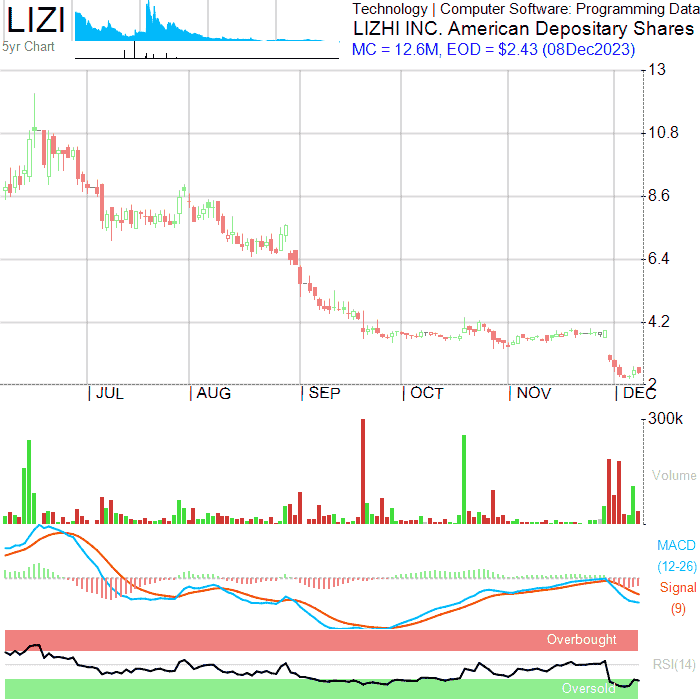 LIZI
5yr Chart
Technology | Computer Software: Programming Data
LIZHI INC. American Depositary Shares
MC = 12.6M, EOD = $2.43 (08Dec2023)
13
10.8
8.6
6.4
4.2
2
JUL AUG SEP OCT NOV DEC
300k
Volume
MACD
(12-26)
Signal
(9)
Overbought
RSI(14)
Oversold